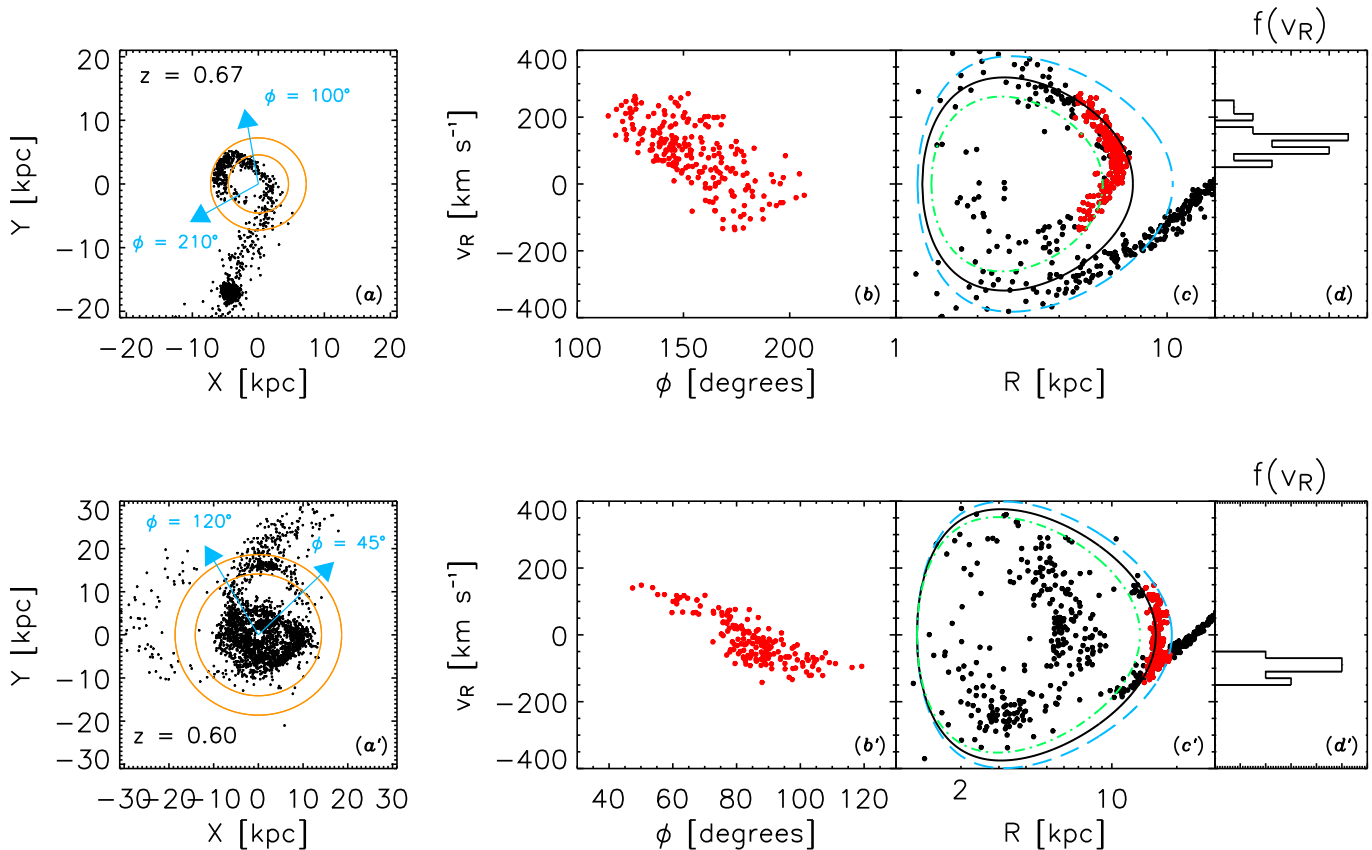 f(v_R)
20
10
0
−10
−20
Y [kpc]
z = 0.67
φ = 100°
φ = 210°
(a)
−20 −10 0 10 20
X [kpc]
400
200
0
−200
−400
v_R [km s⁻¹]
(b)
100 150 200
φ [degrees]
(c)
1 10
R [kpc]
(d)
f(v_R)
30
20
10
0
−10
−20
−30
Y [kpc]
φ = 120°
φ = 45°
z = 0.60
(a')
−30 −20 −10 0 10 20 30
X [kpc]
400
200
0
−200
−400
v_R [km s⁻¹]
(b')
40 60 80 100 120
φ [degrees]
(c')
2 10
R [kpc]
(d')